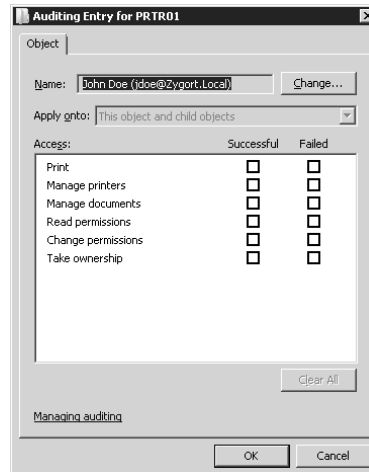 Auditing Entry for PRTR01
Object
Name: John Doe (jdoe@Zygort.Local) Change...
Apply onto: This object and child objects
Access: Successful Failed
Print
Manage printers
Manage documents
Read permissions
Change permissions
Take ownership
Clear All
Managing auditing
OK Cancel